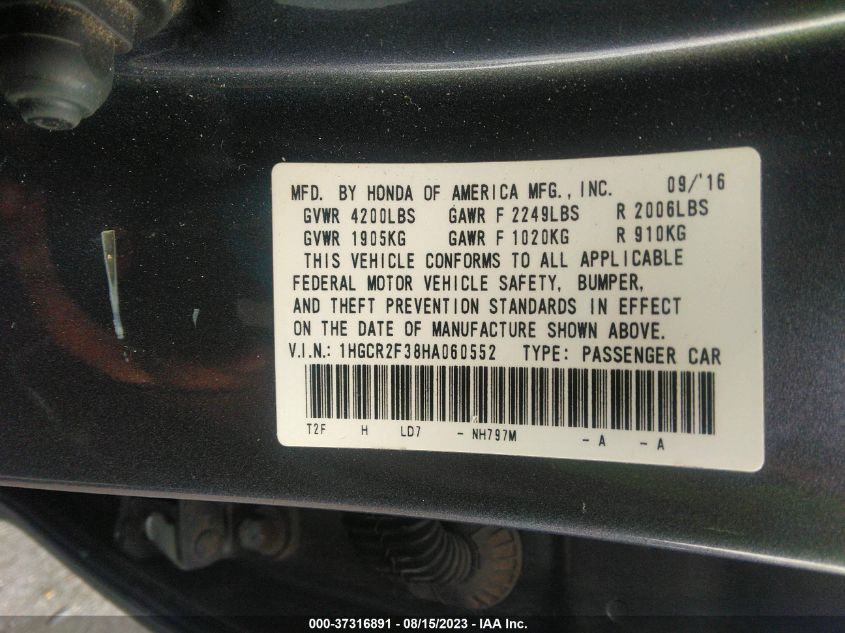 MFD. BY HONDA OF AMERICA MFG., INC. 09/'16
GVWR 4200LBS GAWR F 2249LBS R 2006LBS
GVWR 1905KG GAWR F 1020KG R 910KG
THIS VEHICLE CONFORMS TO ALL APPLICABLE
FEDERAL MOTOR VEHICLE SAFETY, BUMPER,
AND THEFT PREVENTION STANDARDS IN EFFECT
ON THE DATE OF MANUFACTURE SHOWN ABOVE.
V.I.N.: 1HGCR2F38HA060552 TYPE: PASSENGER CAR
T2F H LD7 - NH797M - A - A
000-37316891 - 08/15/2023 - IAA Inc.